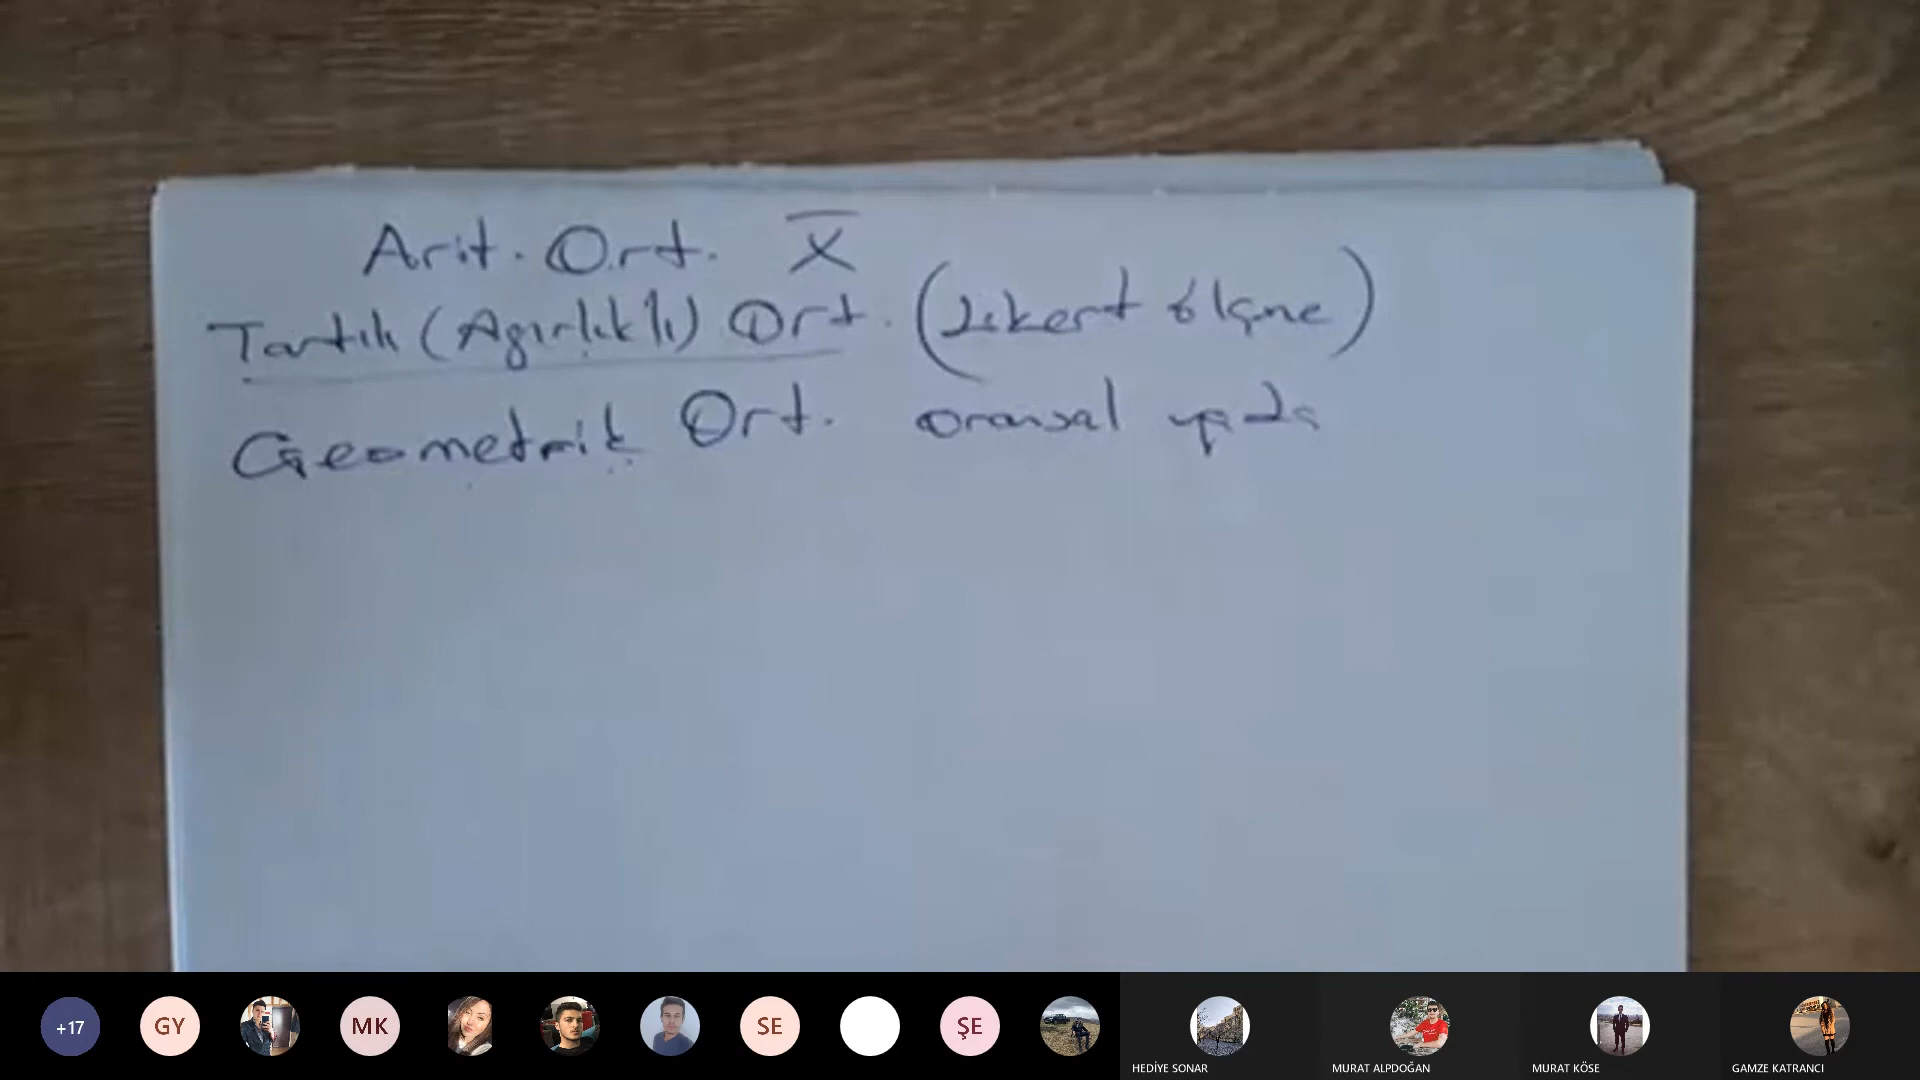 Arit. Ort. X̄
Tartılı (Ağırlıklı) Ort. (Likert ölçme)
Geometrik Ort. oransal
+17
GY
MK
SE
ŞE
HEDİYE SONAR
MURAT ALPDOĞAN
MURAT KÖSE
GAMZE KATRANCI